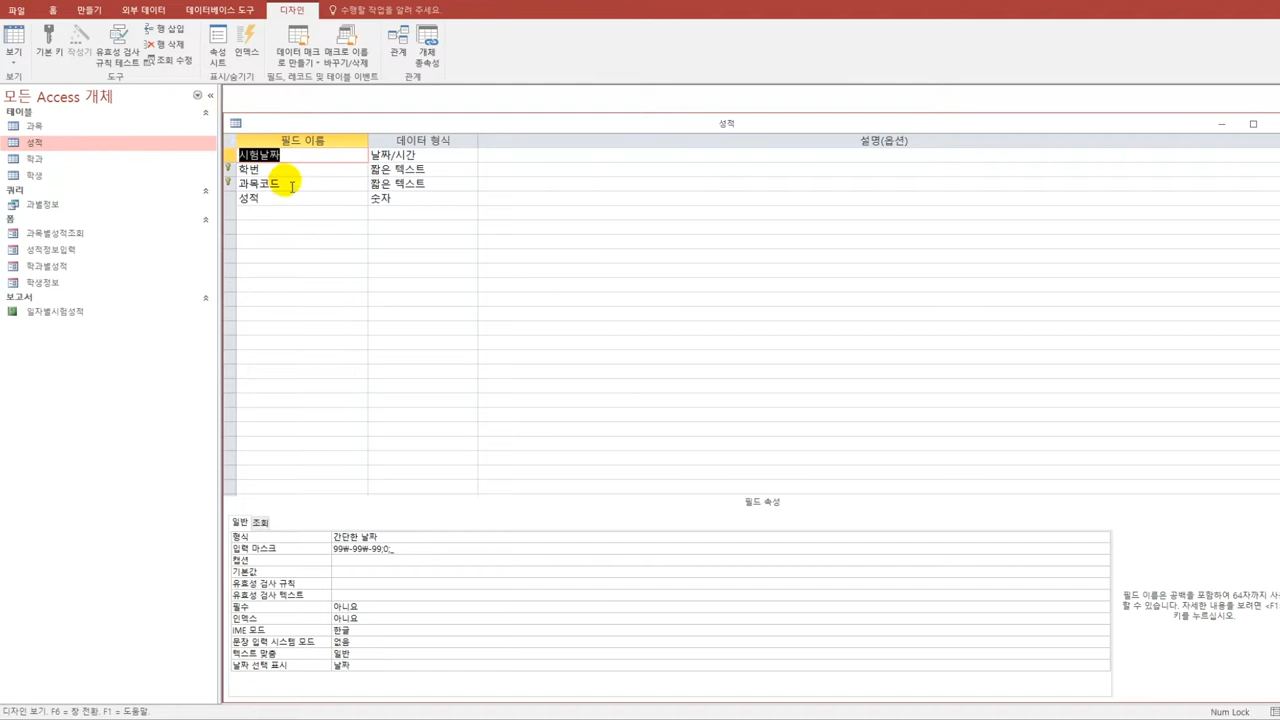 파일 홈 만들기 외부 데이터 데이터베이스 도구 디자인 수행할 작업을 알려 주세요.
보기 기본 키 작성기 유효성 검사 규칙 테스트 행 삽입 행 삭제 조회 수정 속성 시트 인덱스 데이터 매크로 만들기 매크로 이름 바꾸기/삭제 관계 개체 종속성
보기 도구 표시/숨기기 필드, 레코드 및 테이블 이벤트 관계
모든 Access 개체
테이블
과목
성적
학과
학생
쿼리
과별정보
폼
과목별성적조회
성적정보입력
학과별성적
학생정보
보고서
일자별시험성적
성적
필드 이름 데이터 형식 설명(옵션)
시험날짜 날짜/시간
학번 짧은 텍스트
과목코드 짧은 텍스트
성적 숫자
필드 속성
일반 조회
형식 간단한 날짜
입력 마스크 99₩-99₩-99;0;_
캡션
기본값
유효성 검사 규칙
유효성 검사 텍스트
필수 아니요
인덱스 아니요
IME 모드 한글
문장 입력 시스템 모드 없음
텍스트 맞춤 일반
날짜 선택 표시 날짜
필드 이름은 공백을 포함하여 64자까지 사
할 수 있습니다. 자세한 내용을 보려면 <F1
키를 누르십시오.
디자인 보기. F6 = 창 전환. F1 = 도움말.
Num Lock